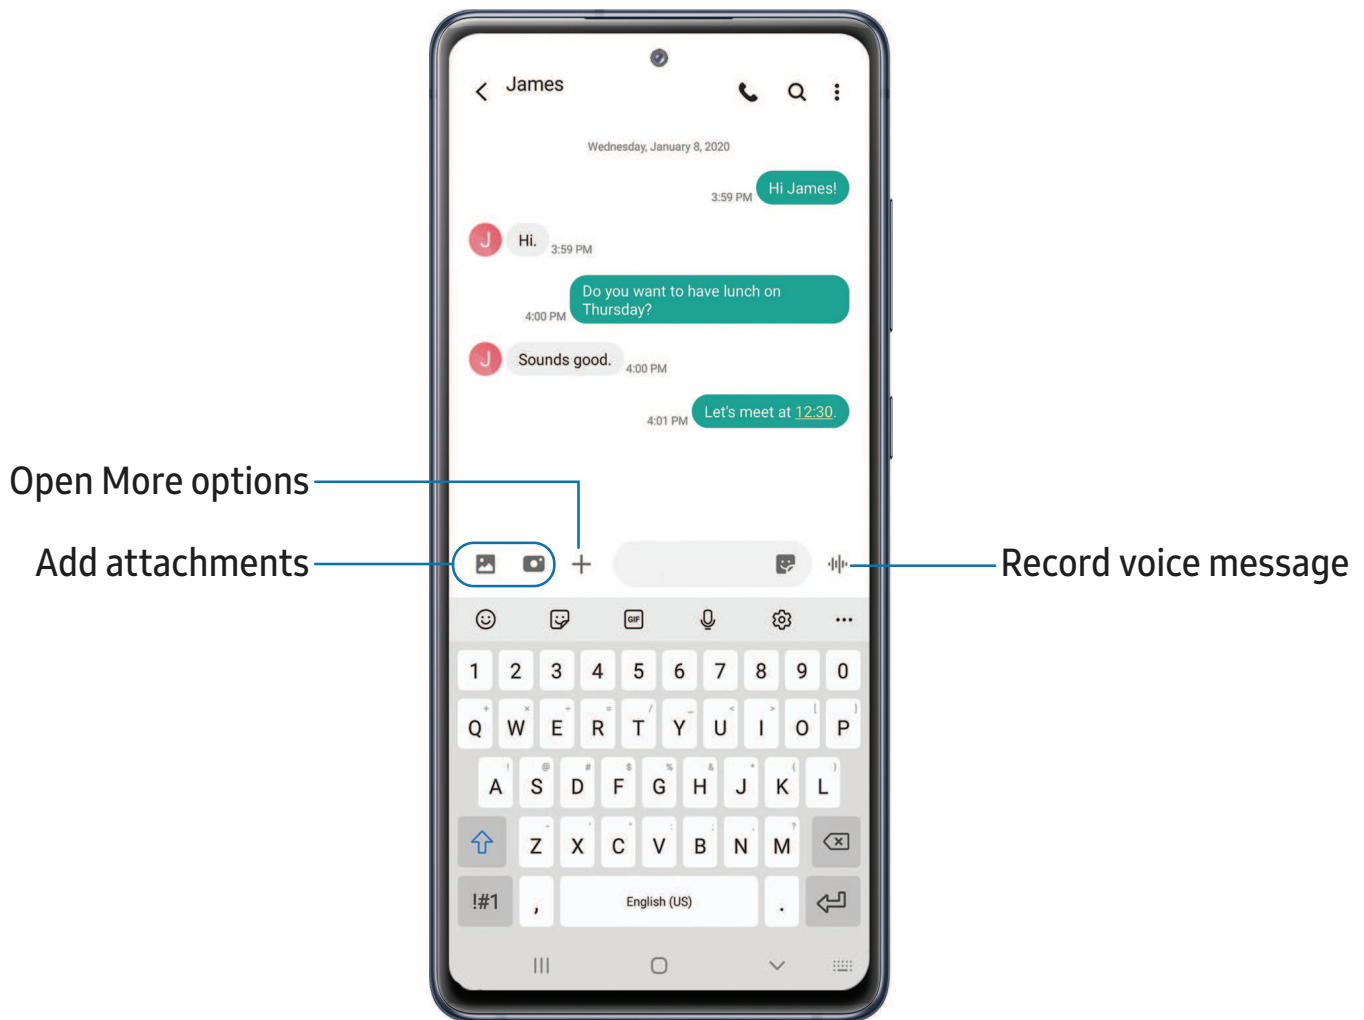 James
Wednesday, January 8, 2020
3:59 PM Hi James!
J Hi. 3:59 PM
Do you want to have lunch on
Thursday?
4:00 PM
J Sounds good. 4:00 PM
4:01 PM Let's meet at 12:30.
Open More options
Add attachments
Record voice message
GIF
1 2 3 4 5 6 7 8 9 0
+ × ÷ = / _ < > [ ]
Q W E R T Y U I O P
! @ # $ % & * ( )
A S D F G H J K L
- ' " : ; , ?
Z X C V B N M
!#1 , English (US) .